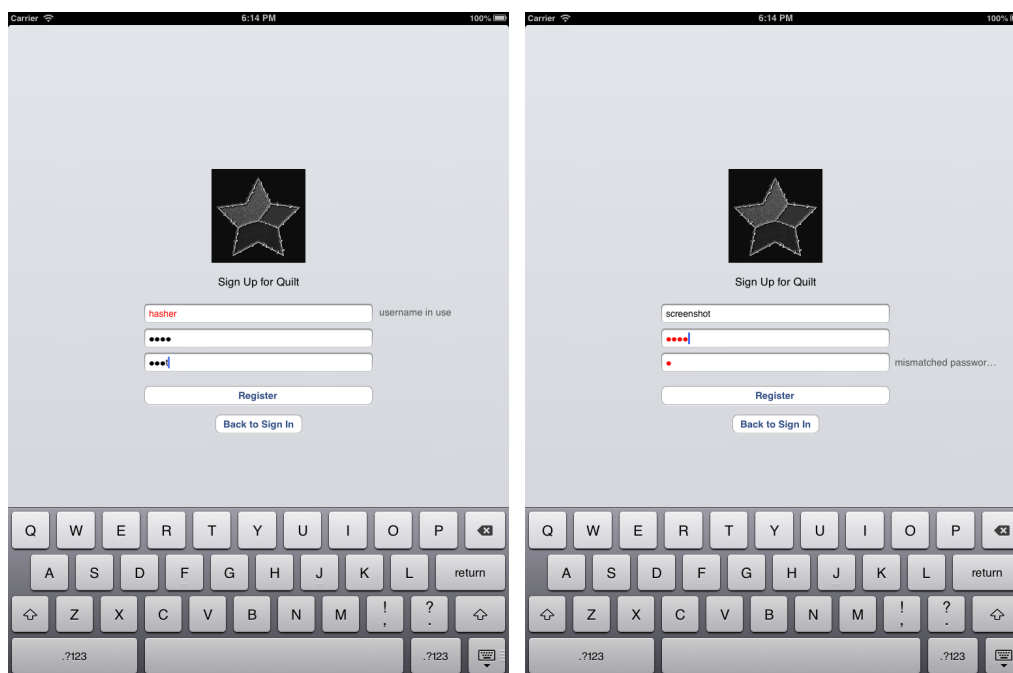 Carrier 6:14 PM 100%
Sign Up for Quilt
hasher username in use
●●●●
●●●t
Register
Back to Sign In
Q W E R T Y U I O P
A S D F G H J K L return
Z X C V B N M ! , ? .
.?123 .?123
Carrier 6:14 PM 100%
Sign Up for Quilt
screenshot
●●●●
● mismatched passwor...
Register
Back to Sign In
Q W E R T Y U I O P
A S D F G H J K L return
Z X C V B N M ! , ? .
.?123 .?123